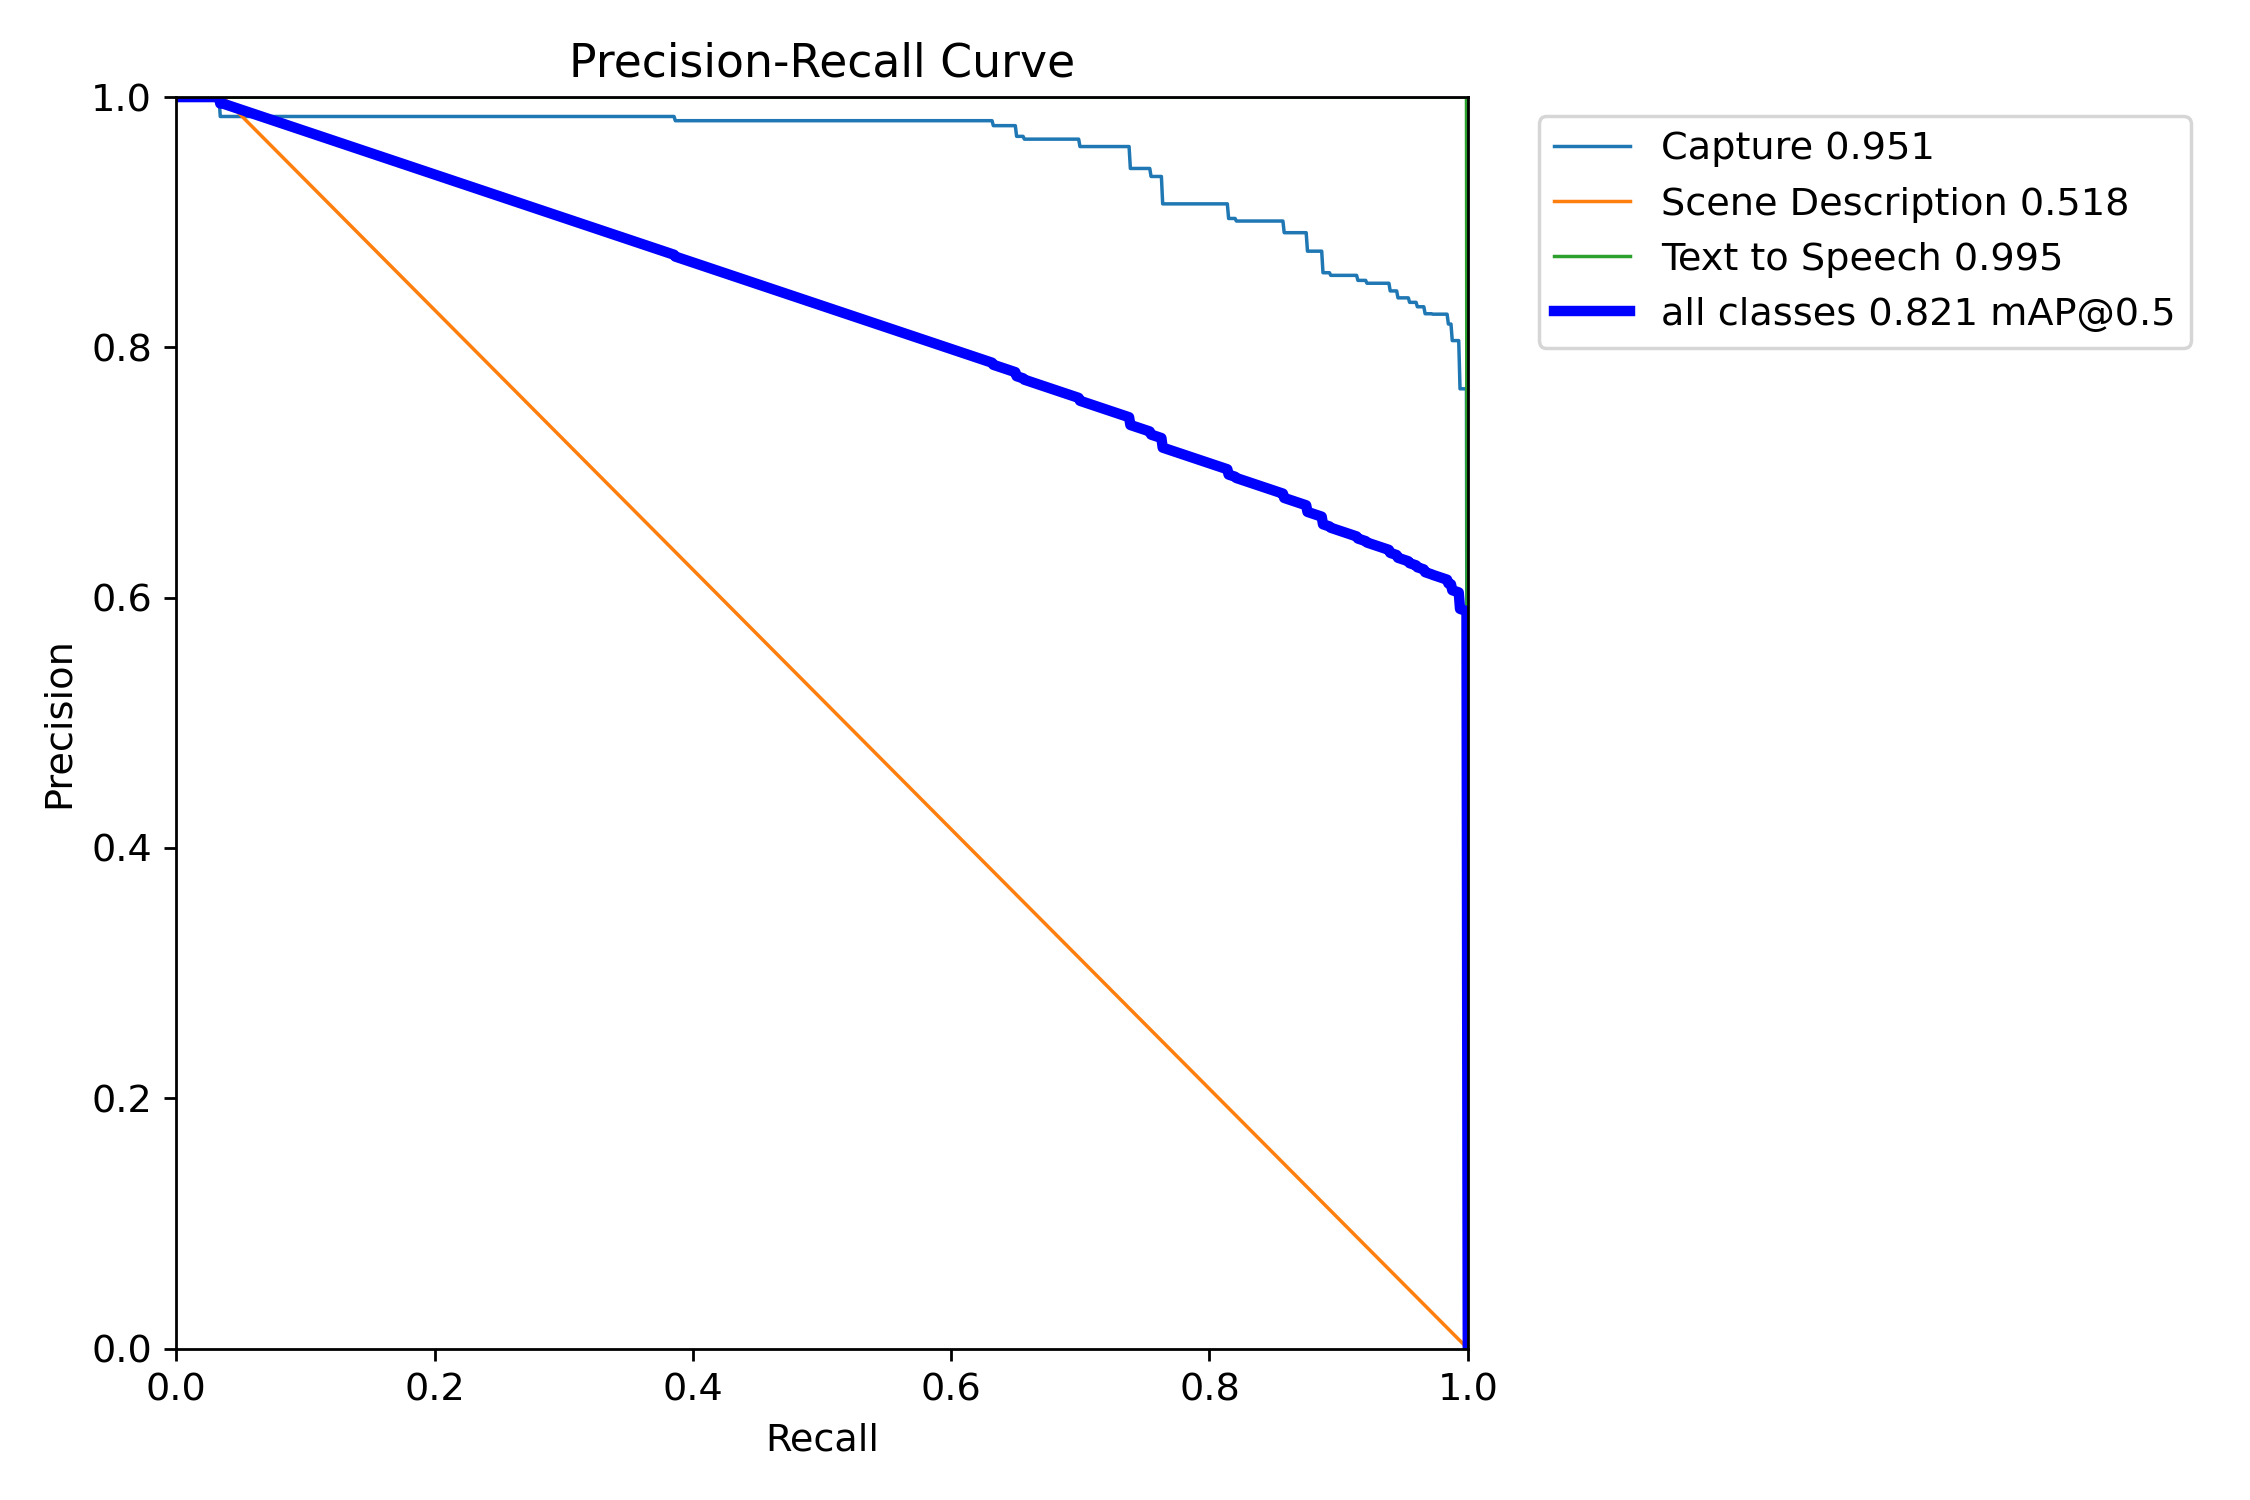 Precision-Recall Curve
Capture 0.951
Scene Description 0.518
Text to Speech 0.995
all classes 0.821 mAP@0.5
Precision
1.0
0.8
0.6
0.4
0.2
0.0
0.0 0.2 0.4 0.6 0.8 1.0
Recall